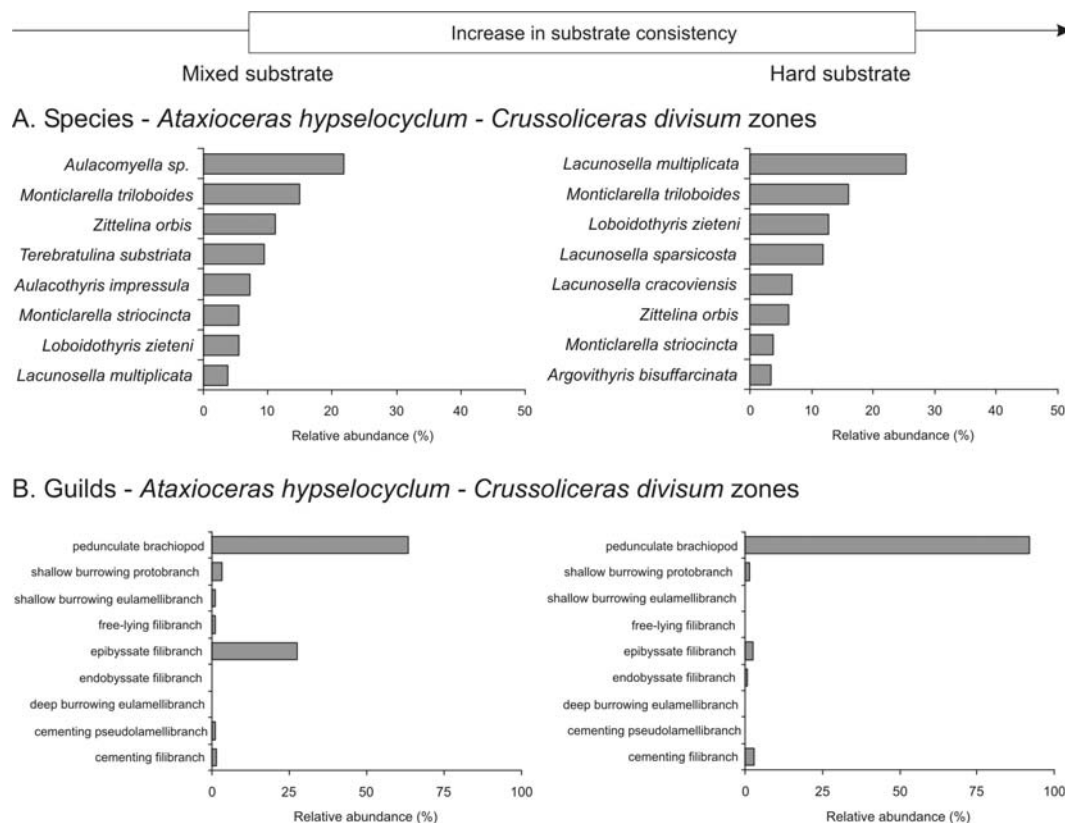 Increase in substrate consistency
Mixed substrate
Hard substrate
A. Species - Ataxioceras hypselocyclum - Crussoliceras divisum zones
Aulacomyella sp.
Monticlarella triloboides
Zittelina orbis
Terebratulina substriata
Aulacothyris impressula
Monticlarella striocincta
Loboidothyris zieteni
Lacunosella multiplicata
0 10 20 30 40 50
Relative abundance (%)
Lacunosella multiplicata
Monticlarella triloboides
Loboidothyris zieteni
Lacunosella sparsicosta
Lacunosella cracoviensis
Zittelina orbis
Monticlarella striocincta
Argovithyris bisuffarcinata
0 10 20 30 40 50
Relative abundance (%)
B. Guilds - Ataxioceras hypselocyclum - Crussoliceras divisum zones
pedunculate brachiopod
shallow burrowing protobranch
shallow burrowing eulamellibranch
free-lying filibranch
epibyssate filibranch
endobyssate filibranch
deep burrowing eulamellibranch
cementing pseudolamellibranch
cementing filibranch
0 25 50 75 100
Relative abundance (%)
pedunculate brachiopod
shallow burrowing protobranch
shallow burrowing eulamellibranch
free-lying filibranch
epibyssate filibranch
endobyssate filibranch
deep burrowing eulamellibranch
cementing pseudolamellibranch
cementing filibranch
0 25 50 75 100
Relative abundance (%)